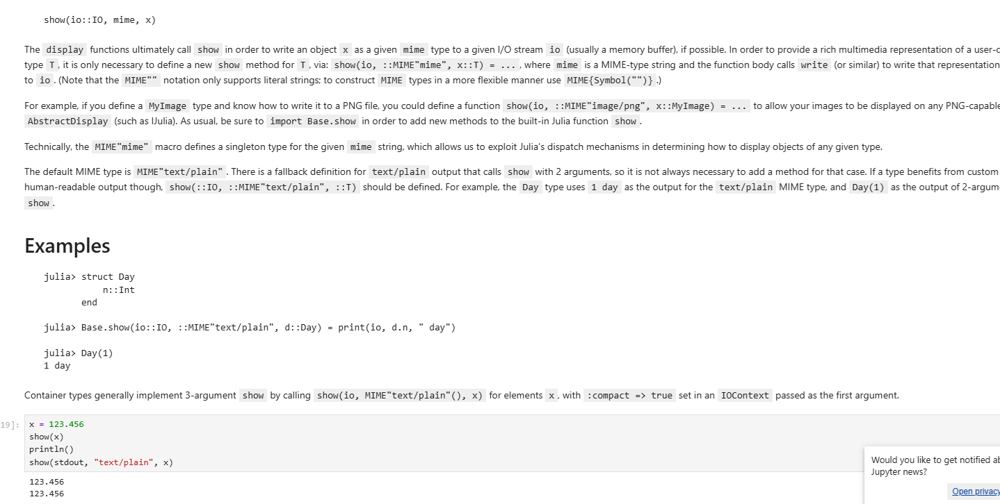 show(io::IO, mime, x)
The display functions ultimately call show in order to write an object x as a given mime type to a given I/O stream io (usually a memory buffer), if possible. In order to provide a rich multimedia representation of a user-
type T, it is only necessary to define a new show method for T, via: show(io, ::MIME"mime", x::T) = ..., where mime is a MIME-type string and the function body calls write (or similar) to write that representation
to io. (Note that the MIME"" notation only supports literal strings; to construct MIME types in a more flexible manner use MIME{Symbol("")}.)
For example, if you define a MyImage type and know how to write it to a PNG file, you could define a function show(io, ::MIME"image/png", x::MyImage) = ... to allow your images to be displayed on any PNG-capable
AbstractDisplay (such as IJulia). As usual, be sure to import Base.show in order to add new methods to the built-in Julia function show.
Technically, the MIME"mime" macro defines a singleton type for the given mime string, which allows us to exploit Julia's dispatch mechanisms in determining how to display objects of any given type.
The default MIME type is MIME"text/plain". There is a fallback definition for text/plain output that calls show with 2 arguments, so it is not always necessary to add a method for that case. If a type benefits from custom
human-readable output though, show(::IO, ::MIME"text/plain", ::T) should be defined. For example, the Day type uses 1 day as the output for the text/plain MIME type, and Day(1) as the output of 2-argum
show.
Examples
julia> struct Day
n::Int
end
julia> Base.show(io::IO, ::MIME"text/plain", d::Day) = print(io, d.n, " day")
julia> Day(1)
1 day
Container types generally implement 3-argument show by calling show(io, MIME"text/plain"(), x) for elements x, with :compact => true set in an IOContext passed as the first argument.
19]:
x = 123.456
show(x)
println()
show(stdout, "text/plain", x)
123.456
123.456
Would you like to get notified ab
Jupyter news?
Open privacy